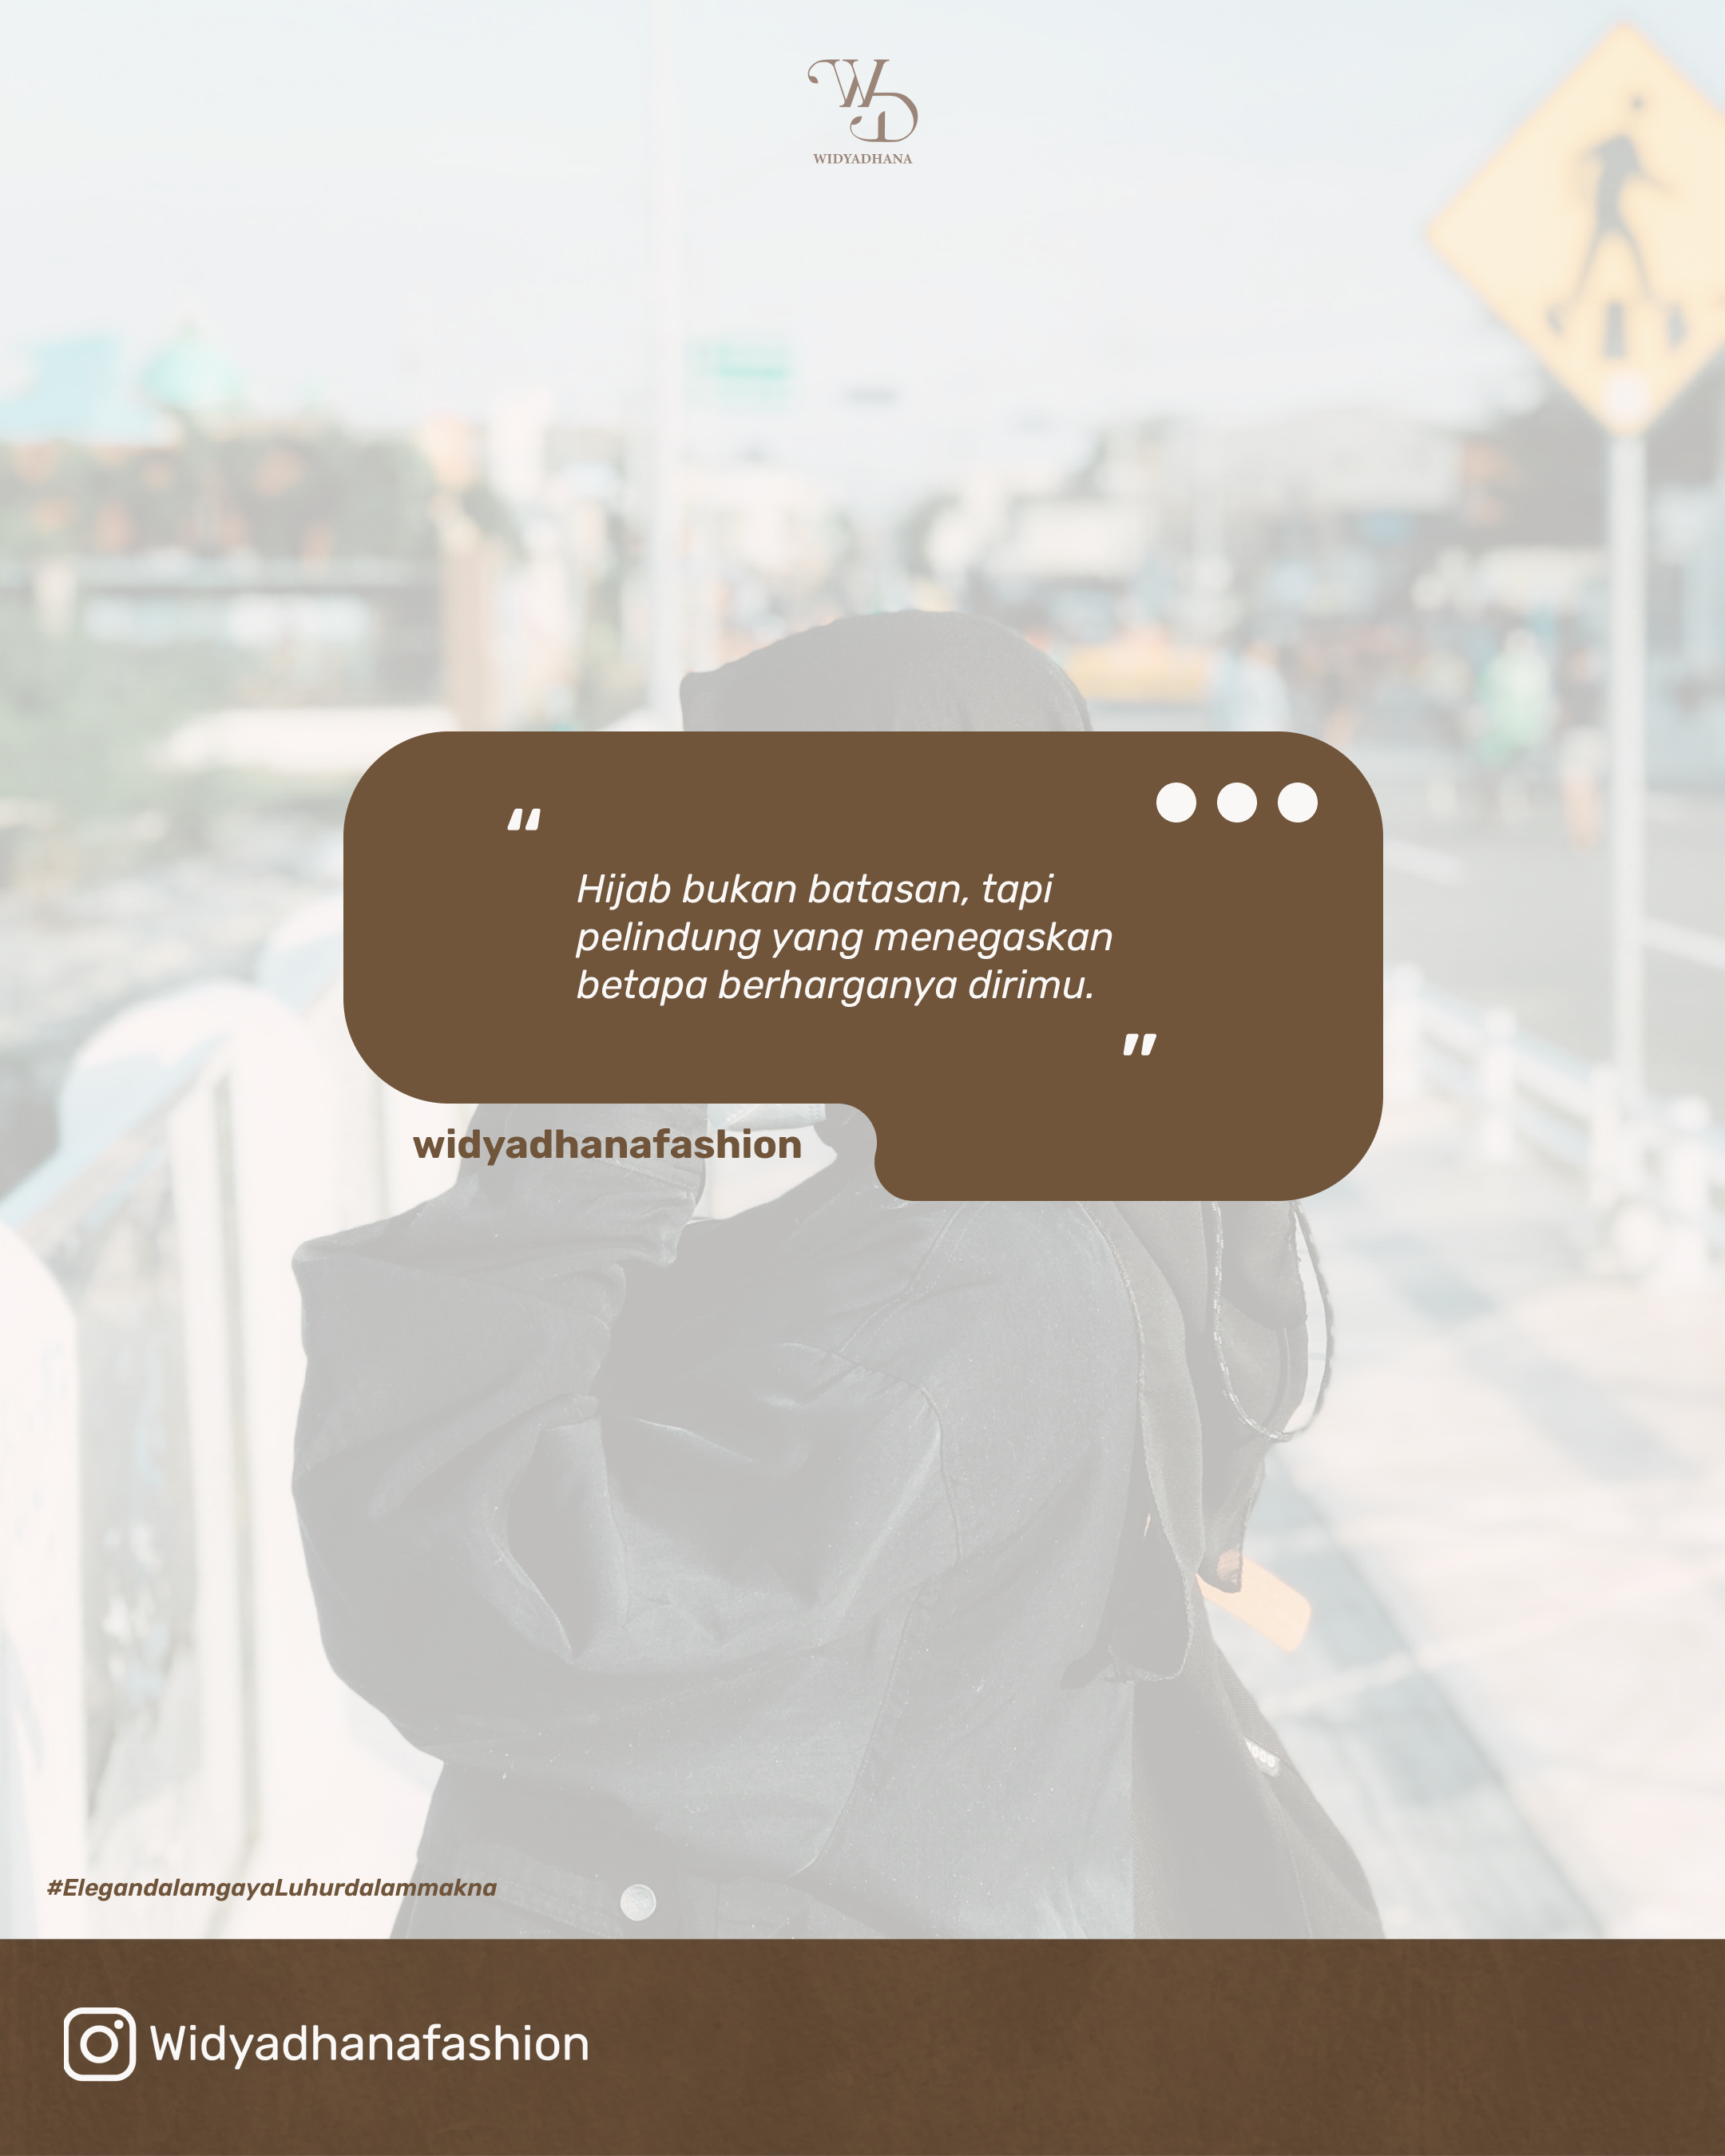 WD
WIDYADHANA
“
Hijab bukan batasan, tapi
pelindung yang menegaskan
betapa berharganya dirimu.
”
widyadhanafashion
#ElegandalamgayaLuhurdalammakna
Widyadhanafashion